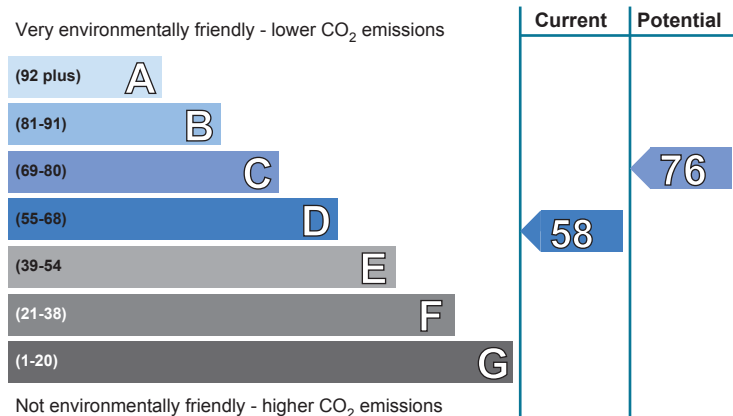 Very environmentally friendly - lower CO₂ emissions
Current
Potential
(92 plus) A
(81-91) B
(69-80) C
76
(55-68) D
58
(39-54 E
(21-38) F
(1-20) G
Not environmentally friendly - higher CO₂ emissions